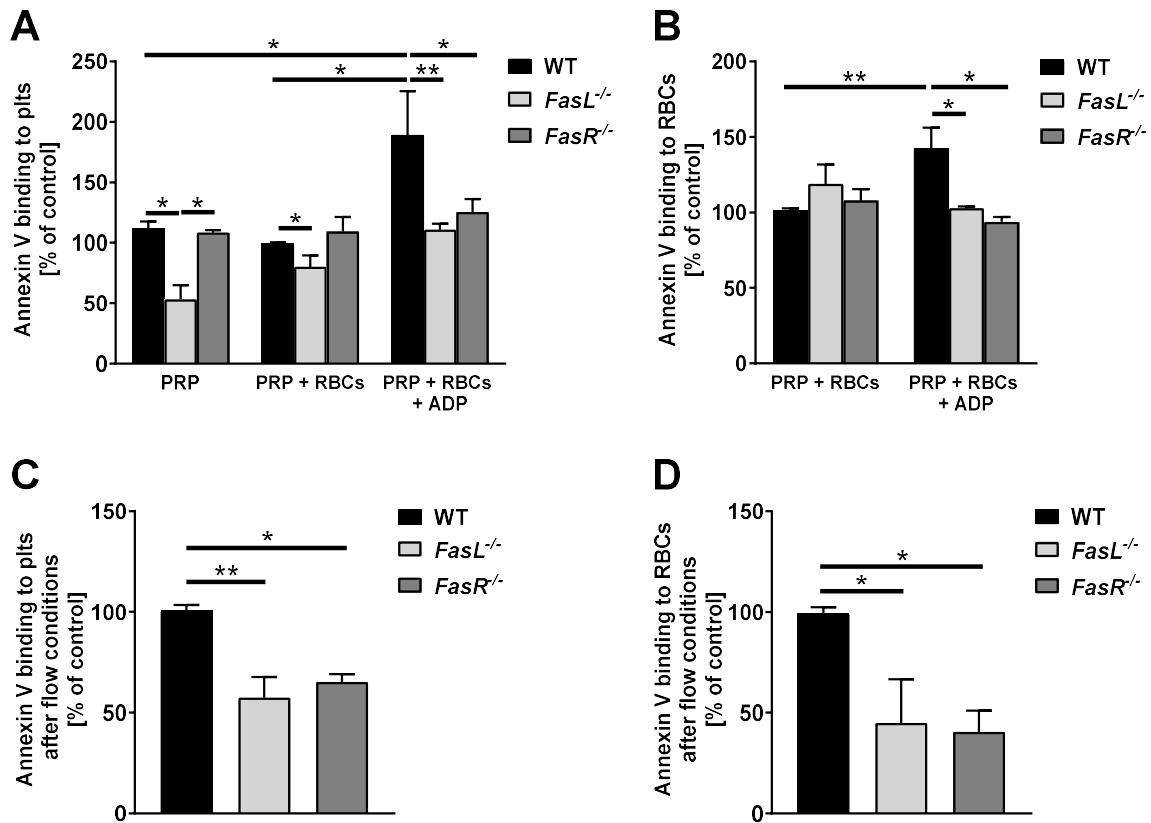 A
Annexin V binding to plts
[% of control]
250
200
150
100
50
0
*
*
*
**
*
*
*
PRP
PRP + RBCs
PRP + RBCs
+ ADP
WT
FasL-/-
FasR-/-
B
Annexin V binding to RBCs
[% of control]
200
150
100
50
0
**
*
*
PRP + RBCs
PRP + RBCs
+ ADP
WT
FasL-/-
FasR-/-
C
Annexin V binding to plts
after flow conditions
[% of control]
150
100
50
0
*
**
WT
FasL-/-
FasR-/-
D
Annexin V binding to RBCs
after flow conditions
[% of control]
150
100
50
0
*
*
WT
FasL-/-
FasR-/-